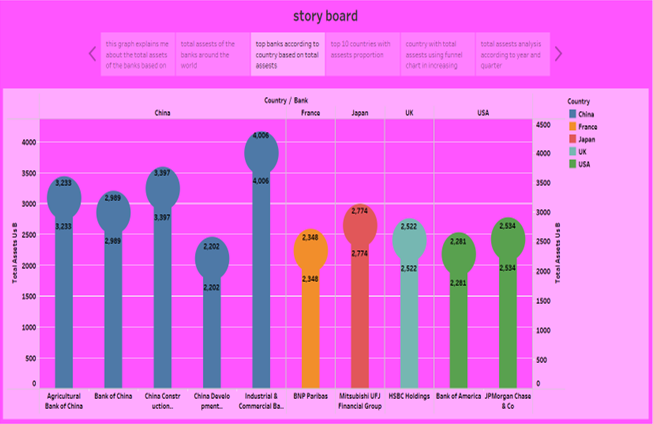 story board
this graph explains me
about the total assets
of the banks based on
total assests of the
banks around the
world
top banks according to
country based on total
assests
top 10 countries with
assests proportion
country with total
assets using funnel
chart in increasing
total assests analysis
according to year and
quarter
Country / Bank
China
France
Japan
UK
USA
Country
China
France
Japan
UK
USA
Total Assets Us B
4000
3500
3000
2500
2000
1500
1000
500
0
3,233
3,233
2,989
2,989
3,397
3,397
2,202
2,202
4,006
4,006
2,348
2,348
2,774
2,774
2,522
2,522
2,281
2,281
2,534
2,534
4500
4000
3500
3000
2500
2000
1500
1000
500
0
Total Assets Us B
Agricultural
Bank of China
Bank of China
China Constr
uction..
China Develo
pment..
Industrial &
Commercial Ba..
BNP Paribas
Mitsubishi UFJ
Financial Group
HSBC Holdings
Bank of America
JPMorgan Chase
& Co